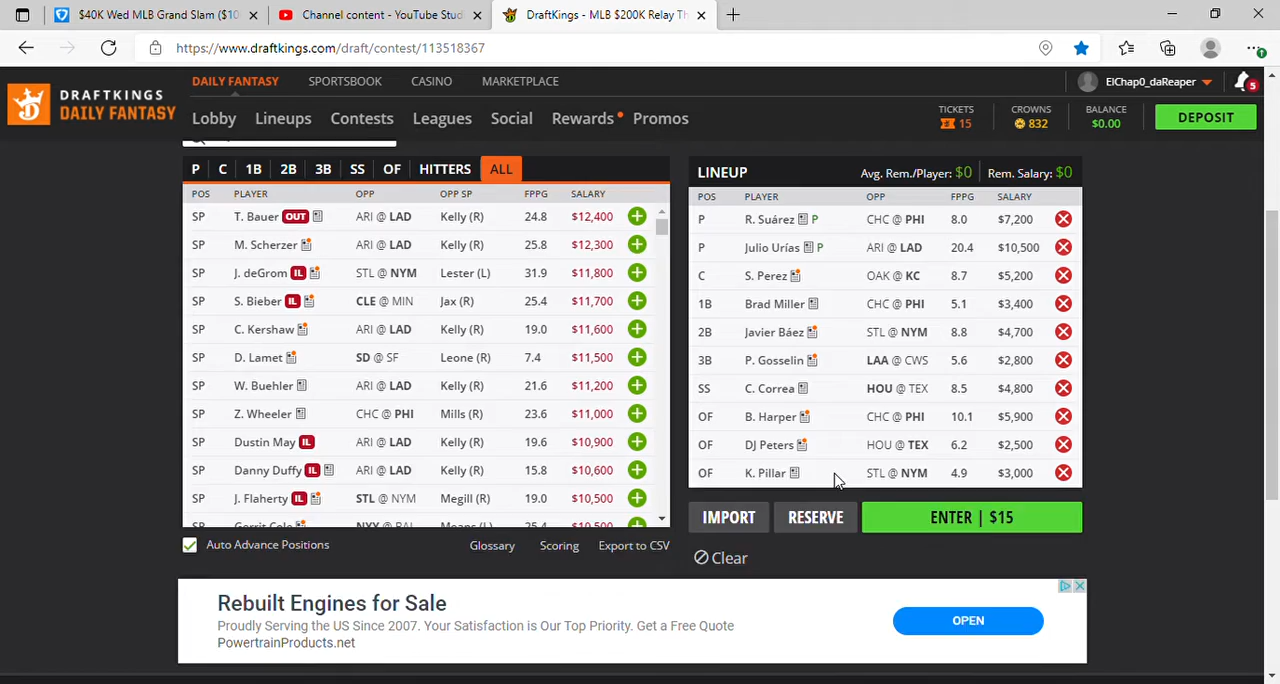 $40K Wed MLB Grand Slam ($10
Channel content - YouTube Stud
DraftKings - MLB $200K Relay Th
https://www.draftkings.com/draft/contest/113518367
DRAFTKINGS
DAILY FANTASY
DAILY FANTASY SPORTSBOOK CASINO MARKETPLACE
ElChap0_daReaper
5
Lobby Lineups Contests Leagues Social Rewards Promos
TICKETS 15
CROWNS 832
BALANCE $0.00
DEPOSIT
P C 1B 2B 3B SS OF HITTERS ALL
POS PLAYER OPP OPP SP FPPG SALARY
SP T. Bauer OUT ARI @ LAD Kelly (R) 24.8 $12,400
SP M. Scherzer ARI @ LAD Kelly (R) 25.8 $12,300
SP J. deGrom IL STL @ NYM Lester (L) 31.9 $11,800
SP S. Bieber IL CLE @ MIN Jax (R) 25.4 $11,700
SP C. Kershaw ARI @ LAD Kelly (R) 19.0 $11,600
SP D. Lamet SD @ SF Leone (R) 7.4 $11,500
SP W. Buehler ARI @ LAD Kelly (R) 21.6 $11,200
SP Z. Wheeler CHC @ PHI Mills (R) 23.6 $11,000
SP Dustin May IL ARI @ LAD Kelly (R) 19.6 $10,900
SP Danny Duffy IL ARI @ LAD Kelly (R) 15.8 $10,600
SP J. Flaherty IL STL @ NYM Megill (R) 19.0 $10,500
SP Gerrit Cole NYY @ BAL Means (L) 25.4 $10,500
Auto Advance Positions
Glossary Scoring Export to CSV
LINEUP Avg. Rem./Player: $0 Rem. Salary: $0
POS PLAYER OPP FPPG SALARY
P R. Suárez P CHC @ PHI 8.0 $7,200
P Julio Urías P ARI @ LAD 20.4 $10,500
C S. Perez OAK @ KC 8.7 $5,200
1B Brad Miller CHC @ PHI 5.1 $3,400
2B Javier Báez STL @ NYM 8.8 $4,700
3B P. Gosselin LAA @ CWS 5.6 $2,800
SS C. Correa HOU @ TEX 8.5 $4,800
OF B. Harper CHC @ PHI 10.1 $5,900
OF DJ Peters HOU @ TEX 6.2 $2,500
OF K. Pillar STL @ NYM 4.9 $3,000
IMPORT RESERVE ENTER | $15
Clear
Rebuilt Engines for Sale
Proudly Serving the US Since 2007. Your Satisfaction is Our Top Priority. Get a Free Quote
PowertrainProducts.net
OPEN